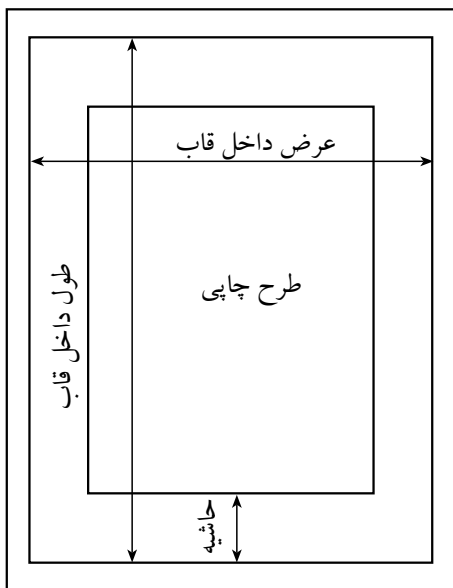 عرض داخل قاب
طرح چاپی
طول داخل قاب
حاشیه